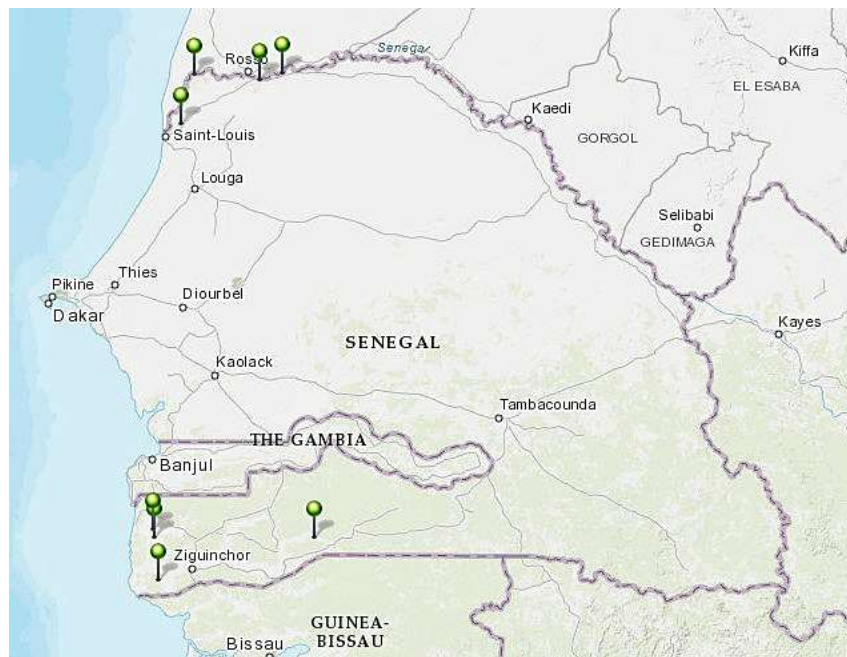 Kiffa
Rosso
Senegal
EL ESABA
Kaedi
Saint-Louis
GORGOL
Louga
Selibabi
GEDIMAGA
Thies
Pikine
Diourbel
Dakar
Kayes
SENEGAL
Kaolack
Tambacounda
THE GAMBIA
Banjul
Ziguinchor
GUINEA-
BISSAU
Bissau